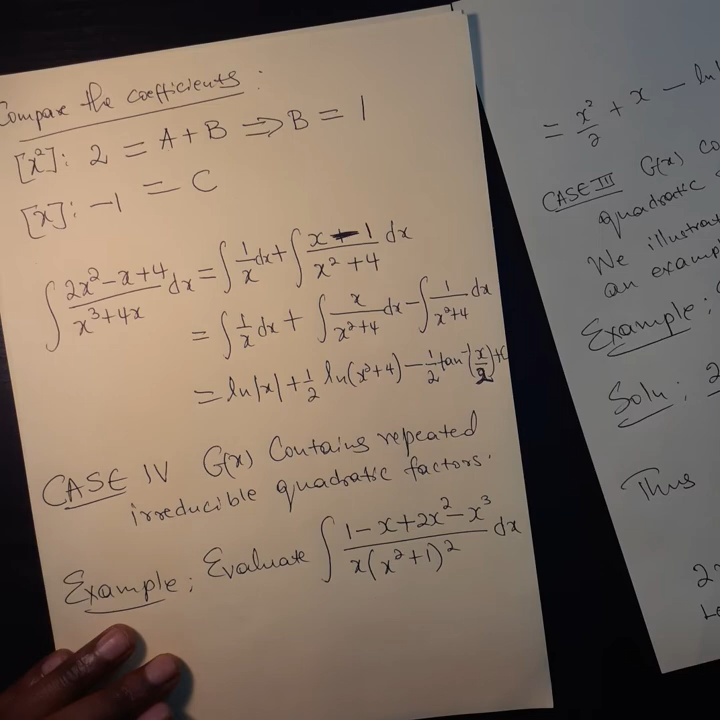 Compare the coefficients:
[x²]: 2 = A + B ⇒ B = 1
[x]: -1 = C
∫ (2x² - x + 4)/(x³ + 4x) dx = ∫ 1/x dx + ∫ (x - 1)/(x² + 4) dx
= ∫ 1/x dx + ∫ x/(x² + 4) dx - ∫ 1/(x² + 4) dx
= ln|x| + 1/2 ln(x² + 4) - 1/2 tan⁻¹(x/2) + C
CASE IV G(x) Contains repeated
irreducible quadratic factors.
Example; Evaluate ∫ (1 - x + 2x² - x³)/(x(x² + 1)²) dx
= x²/2 + x - ln
CASE III G(x) co
quadratic
We illustrat
an example
Example;
Soln; 2
Thus
2